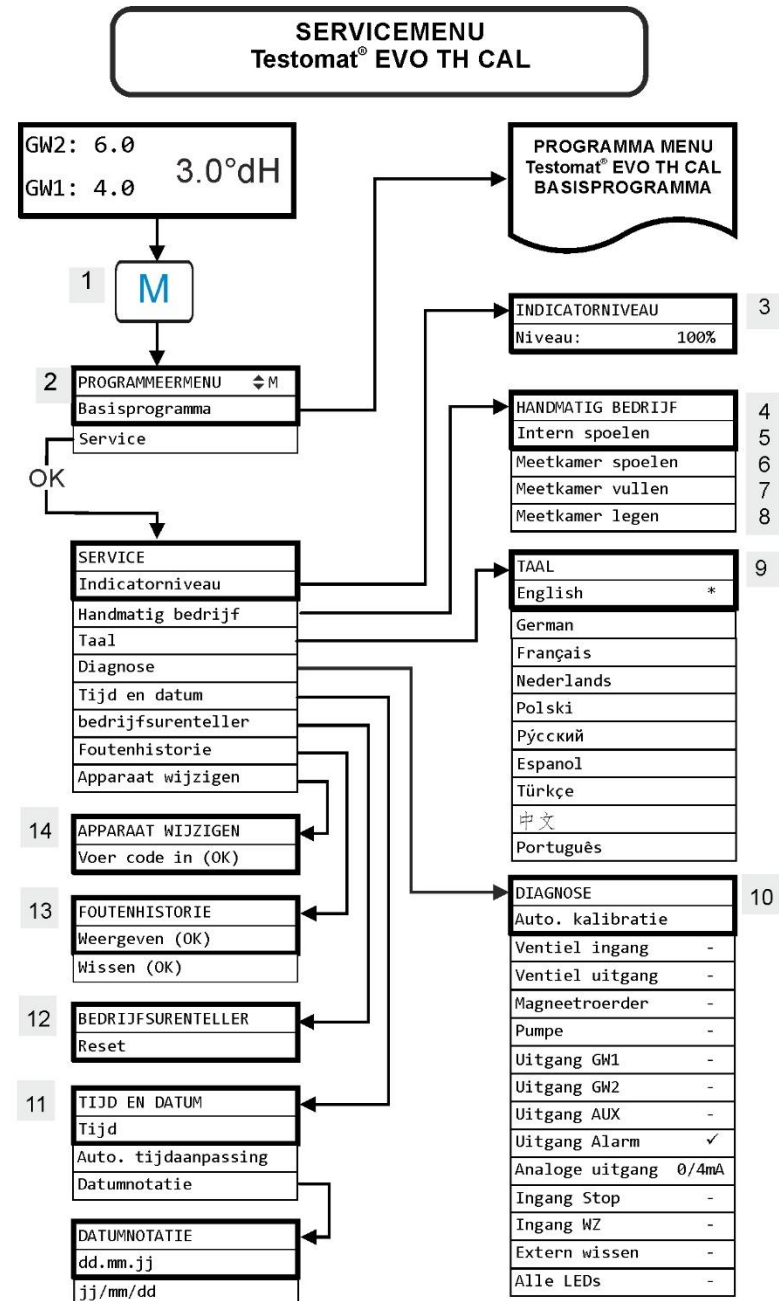 SERVICEMENU
Testomat® EVO TH CAL
GW2: 6.0
GW1: 4.0
3.0°dH
PROGRAMMA MENU
Testomat® EVO TH CAL
BASISPROGRAMMA
1
M
2
PROGRAMMEERMENU M
Basisprogramma
Service
OK
SERVICE
Indicatorniveau
Handmatig bedrijf
Taal
Diagnose
Tijd en datum
bedrijfsurenteller
Foutenhistorie
Apparaat wijzigen
14
APPARAAT WIJZIGEN
Voer code in (OK)
13
FOUTENHISTORIE
Weergeven (OK)
Wissen (OK)
12
BEDRIJFSURENTELLER
Reset
11
TIJD EN DATUM
Tijd
Auto. tijdaanpassing
Datumnotatie
DATUMNOTATIE
dd.mm.jj
jj/mm/dd
INDICATORNIVEAU 3
Niveau: 100%
HANDMATIG BEDRIJF 4
Intern spoelen 5
Meetkamer spoelen 6
Meetkamer vullen 7
Meetkamer legen 8
TAAL 9
English *
German
Français
Nederlands
Polski
Ру́сский
Espanol
Türkçe
中文
Português
DIAGNOSE 10
Auto. kalibratie
Ventiel ingang -
Ventiel uitgang -
Magneetroerder -
Pumpe -
Uitgang GW1 -
Uitgang GW2 -
Uitgang AUX -
Uitgang Alarm ✓
Analoge uitgang 0/4mA
Ingang Stop -
Ingang WZ -
Extern wissen -
Alle LEDs -